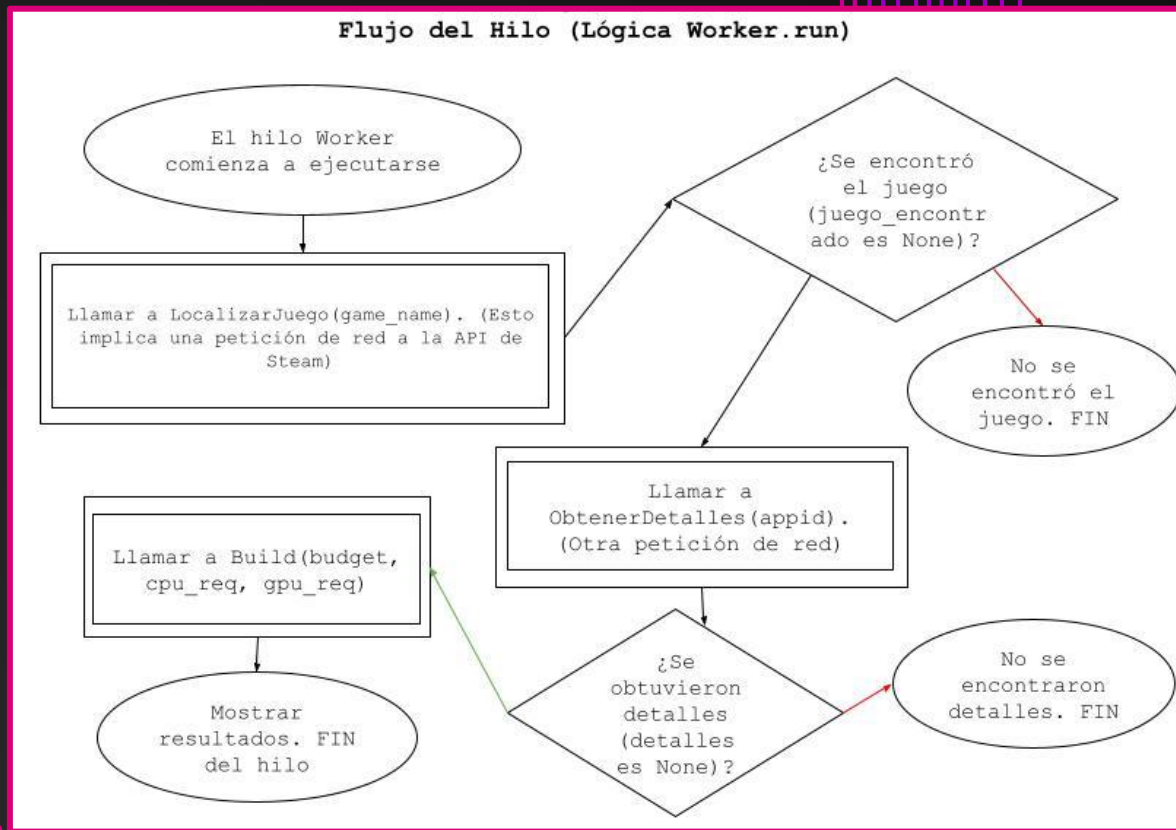 Flujo del Hilo (Lógica Worker.run)
El hilo Worker
comienza a ejecutarse
Llamar a LocalizarJuego(game_name). (Esto
implica una petición de red a la API de
Steam)
¿Se encontró
el juego
(juego_encontr
ado es None)?
No se
encontró el
juego. FIN
Llamar a
ObtenerDetalles(appid).
(Otra petición de red)
¿Se
obtuvieron
detalles
(detalles
es None)?
No se
encontraron
detalles. FIN
Llamar a Build(budget,
cpu_req, gpu_req)
Mostrar
resultados. FIN
del hilo